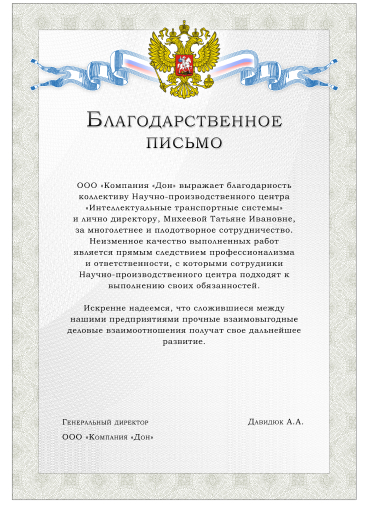 Благодарственное
письмо
ООО «Компания «Дон» выражает благодарность
коллективу Научно-производственного центра
«Интеллектуальные транспортные системы»
и лично директору, Михеевой Татьяне Ивановне,
за многолетнее и плодотворное сотрудничество.
Неизменное качество выполненных работ
является прямым следствием профессионализма
и ответственности, с которыми сотрудники
Научно-производственного центра подходят к
выполнению своих обязанностей.
Искренне надеемся, что сложившиеся между
нашими предприятиями прочные взаимовыгодные
деловые взаимоотношения получат свое дальнейшее
развитие.
Генеральный директор
Давидюк А.А.
ООО «Компания «Дон»